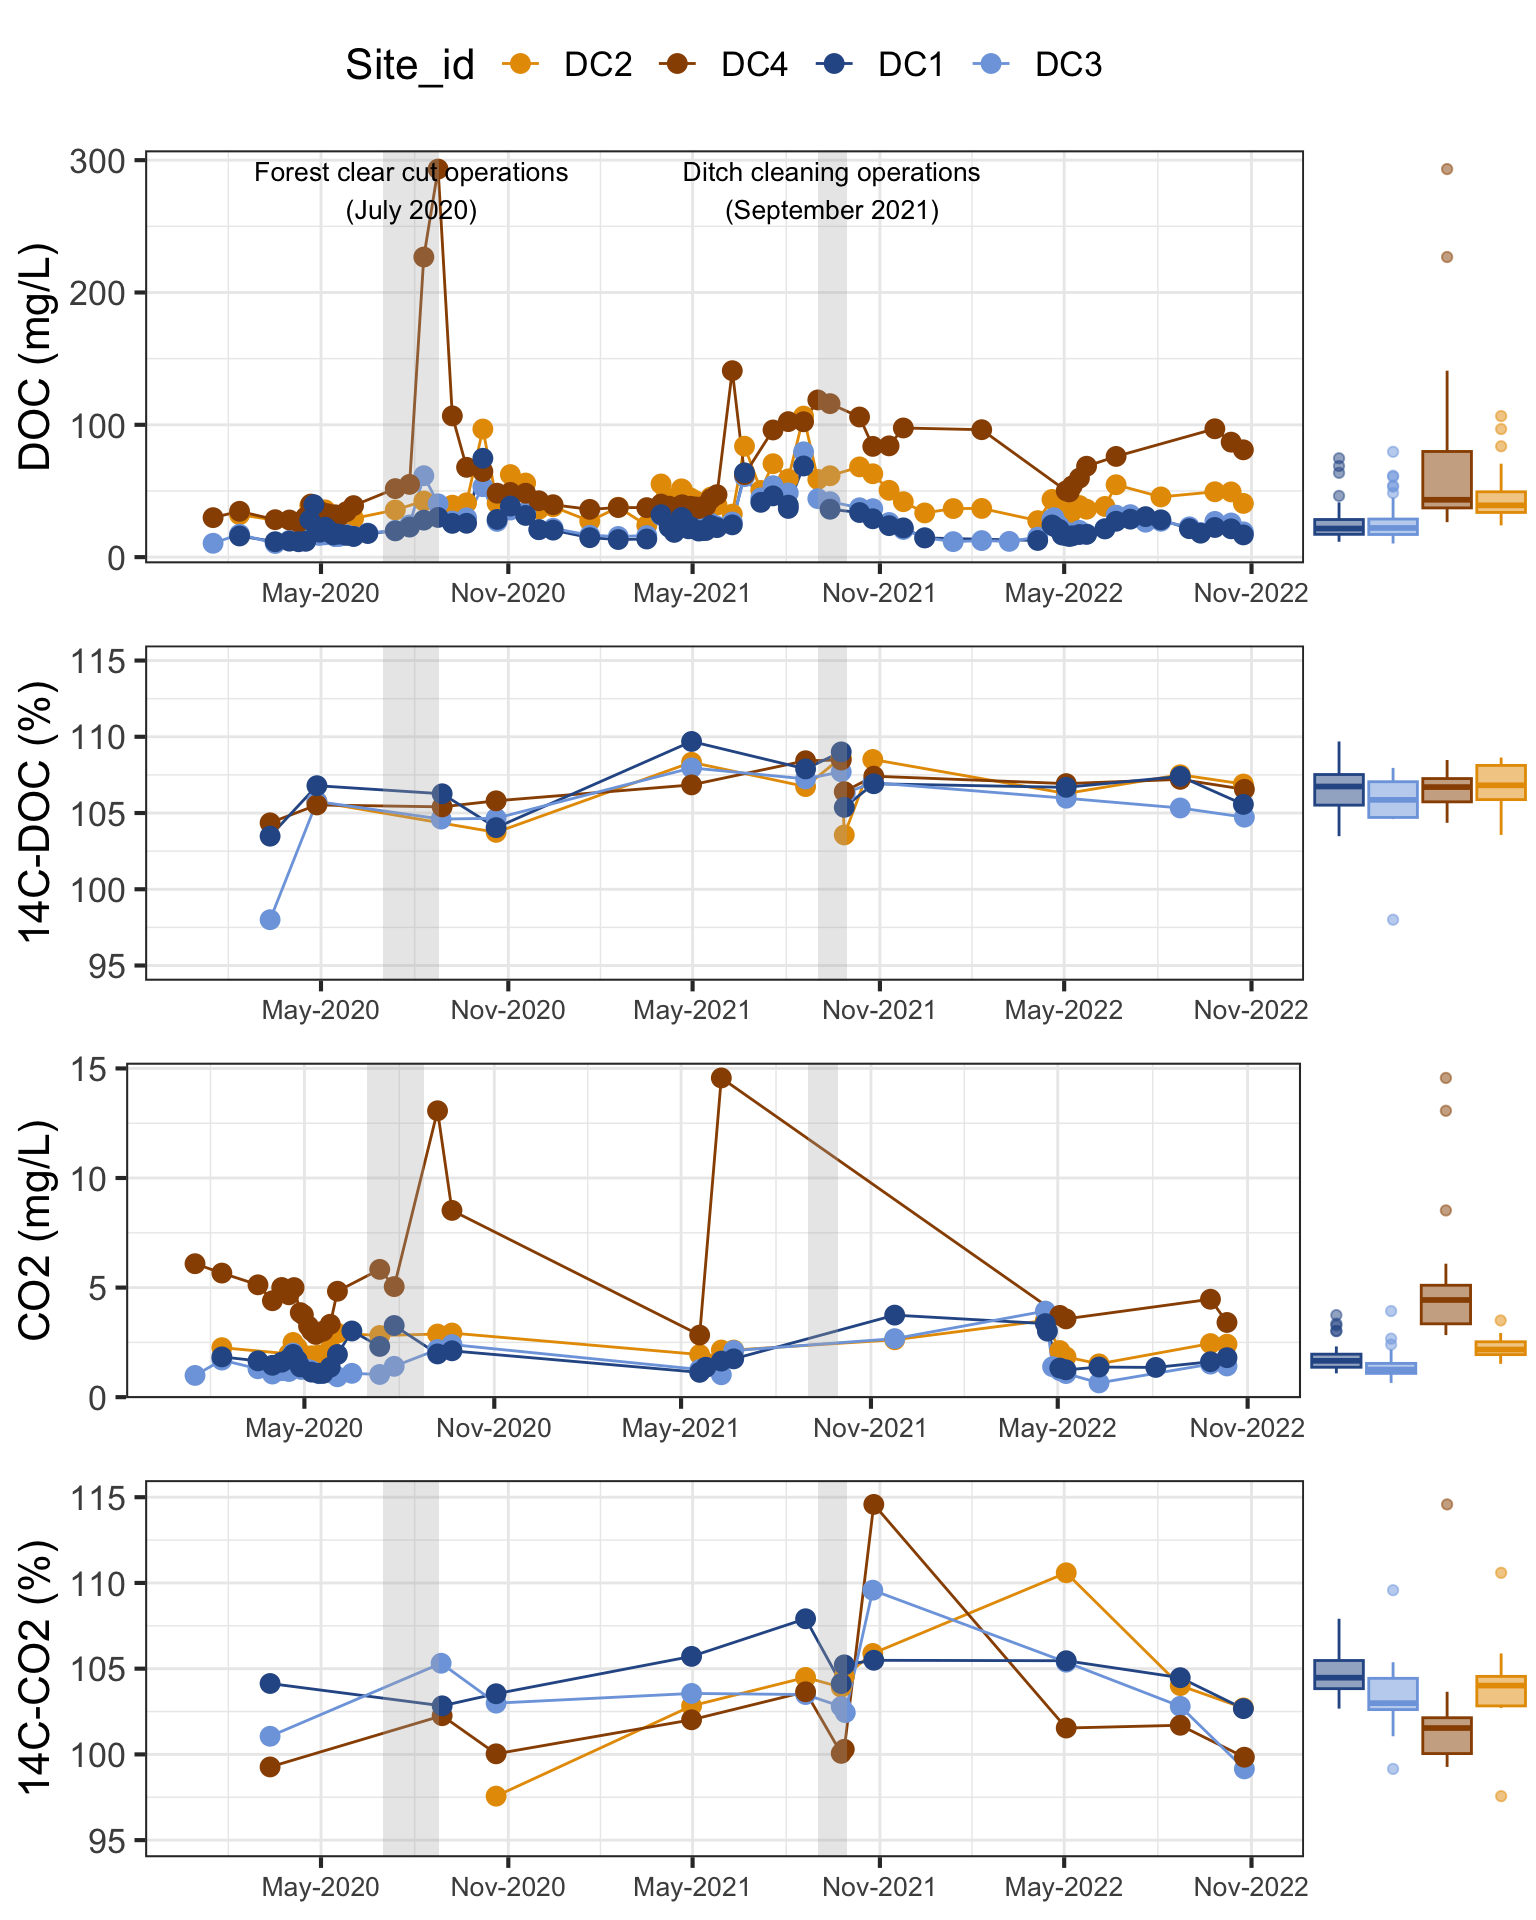 Site_id DC2 DC4 DC1 DC3
DOC (mg/L)
300
200
100
0
Forest clear cut operations
(July 2020)
Ditch cleaning operations
(September 2021)
May-2020 Nov-2020 May-2021 Nov-2021 May-2022 Nov-2022
14C-DOC (%)
115
110
105
100
95
May-2020 Nov-2020 May-2021 Nov-2021 May-2022 Nov-2022
CO2 (mg/L)
15
10
5
0
May-2020 Nov-2020 May-2021 Nov-2021 May-2022 Nov-2022
14C-CO2 (%)
115
110
105
100
95
May-2020 Nov-2020 May-2021 Nov-2021 May-2022 Nov-2022